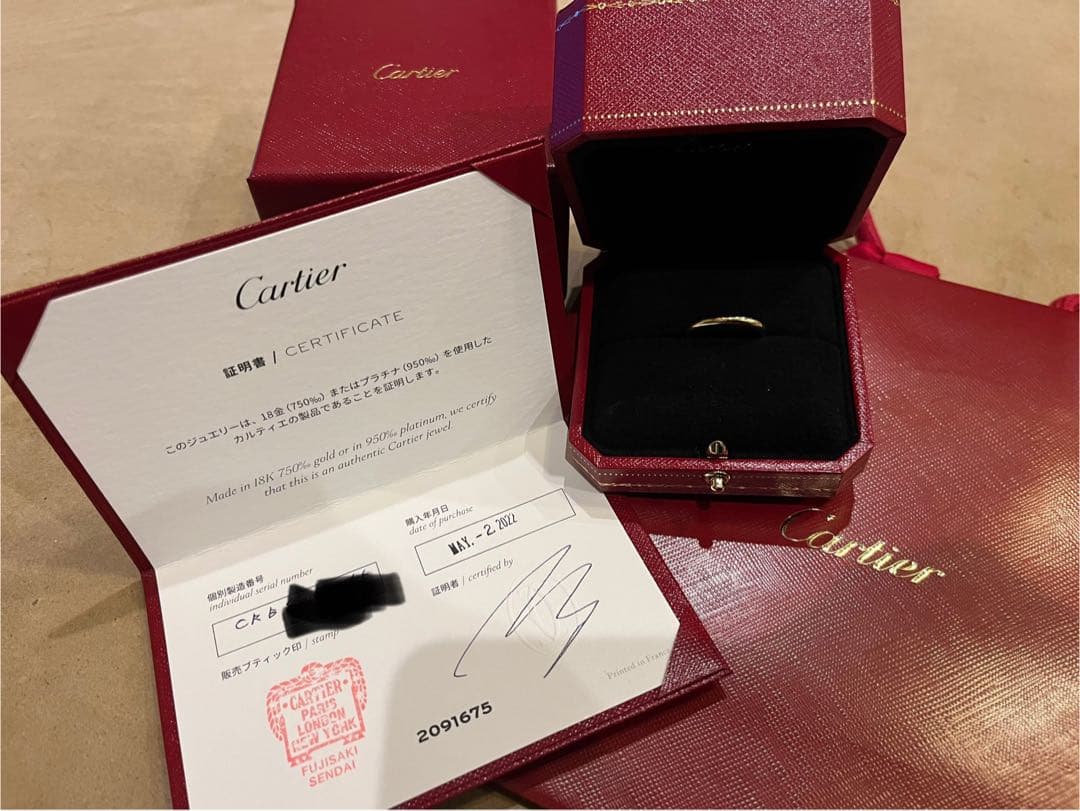 Cartier
Cartier
Cartier
証明書 / CERTIFICATE
このジュエリーは、18金(750‰)またはプラチナ(950‰)を使用した
カルティエの製品であることを証明します。
Made in 18K 750‰ gold or in 950‰ platinum, we certify
that this is an authentic Cartier jewel.
購入年月日
date of purchase
MAY.-2.2022
個別製造番号
individual serial number
CRB
証明者 / certified by
販売ブティック印 / stamp
CARTIER
PARIS
LONDON
NEW YORK
FUJISAKI
SENDAI
2091675
Printed in France
Cartier